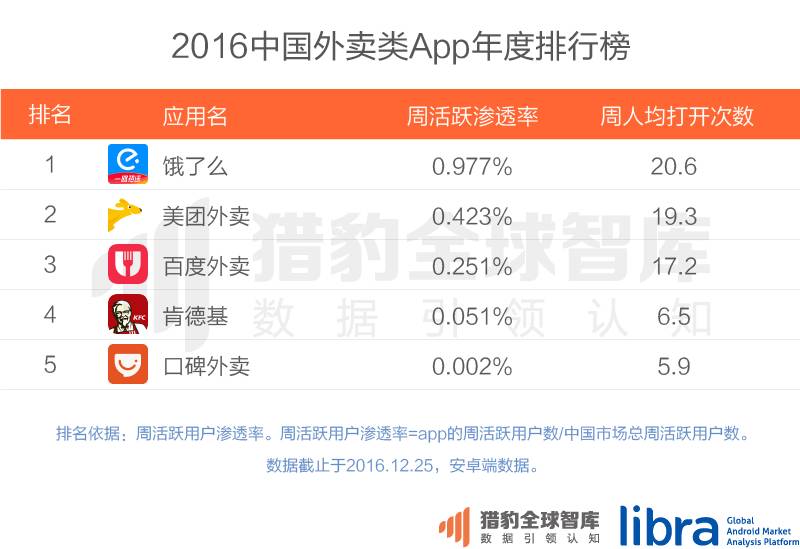 2016中国外卖类App年度排行榜
排名 应用名 周活跃渗透率 周人均打开次数
1 饿了么 0.977% 20.6
2 美团外卖 0.423% 19.3
3 百度外卖 0.251% 17.2
4 KFC 肯德基 0.051% 6.5
5 口碑外卖 0.002% 5.9
猎豹全球智库
数据引领认知
排名依据：周活跃用户渗透率。周活跃用户渗透率=app的周活跃用户数/中国市场总周活跃用户数。
数据截止于2016.12.25，安卓端数据。
猎豹全球智库
数据引领认知
libra
Global
Android Market
Analysis Platform